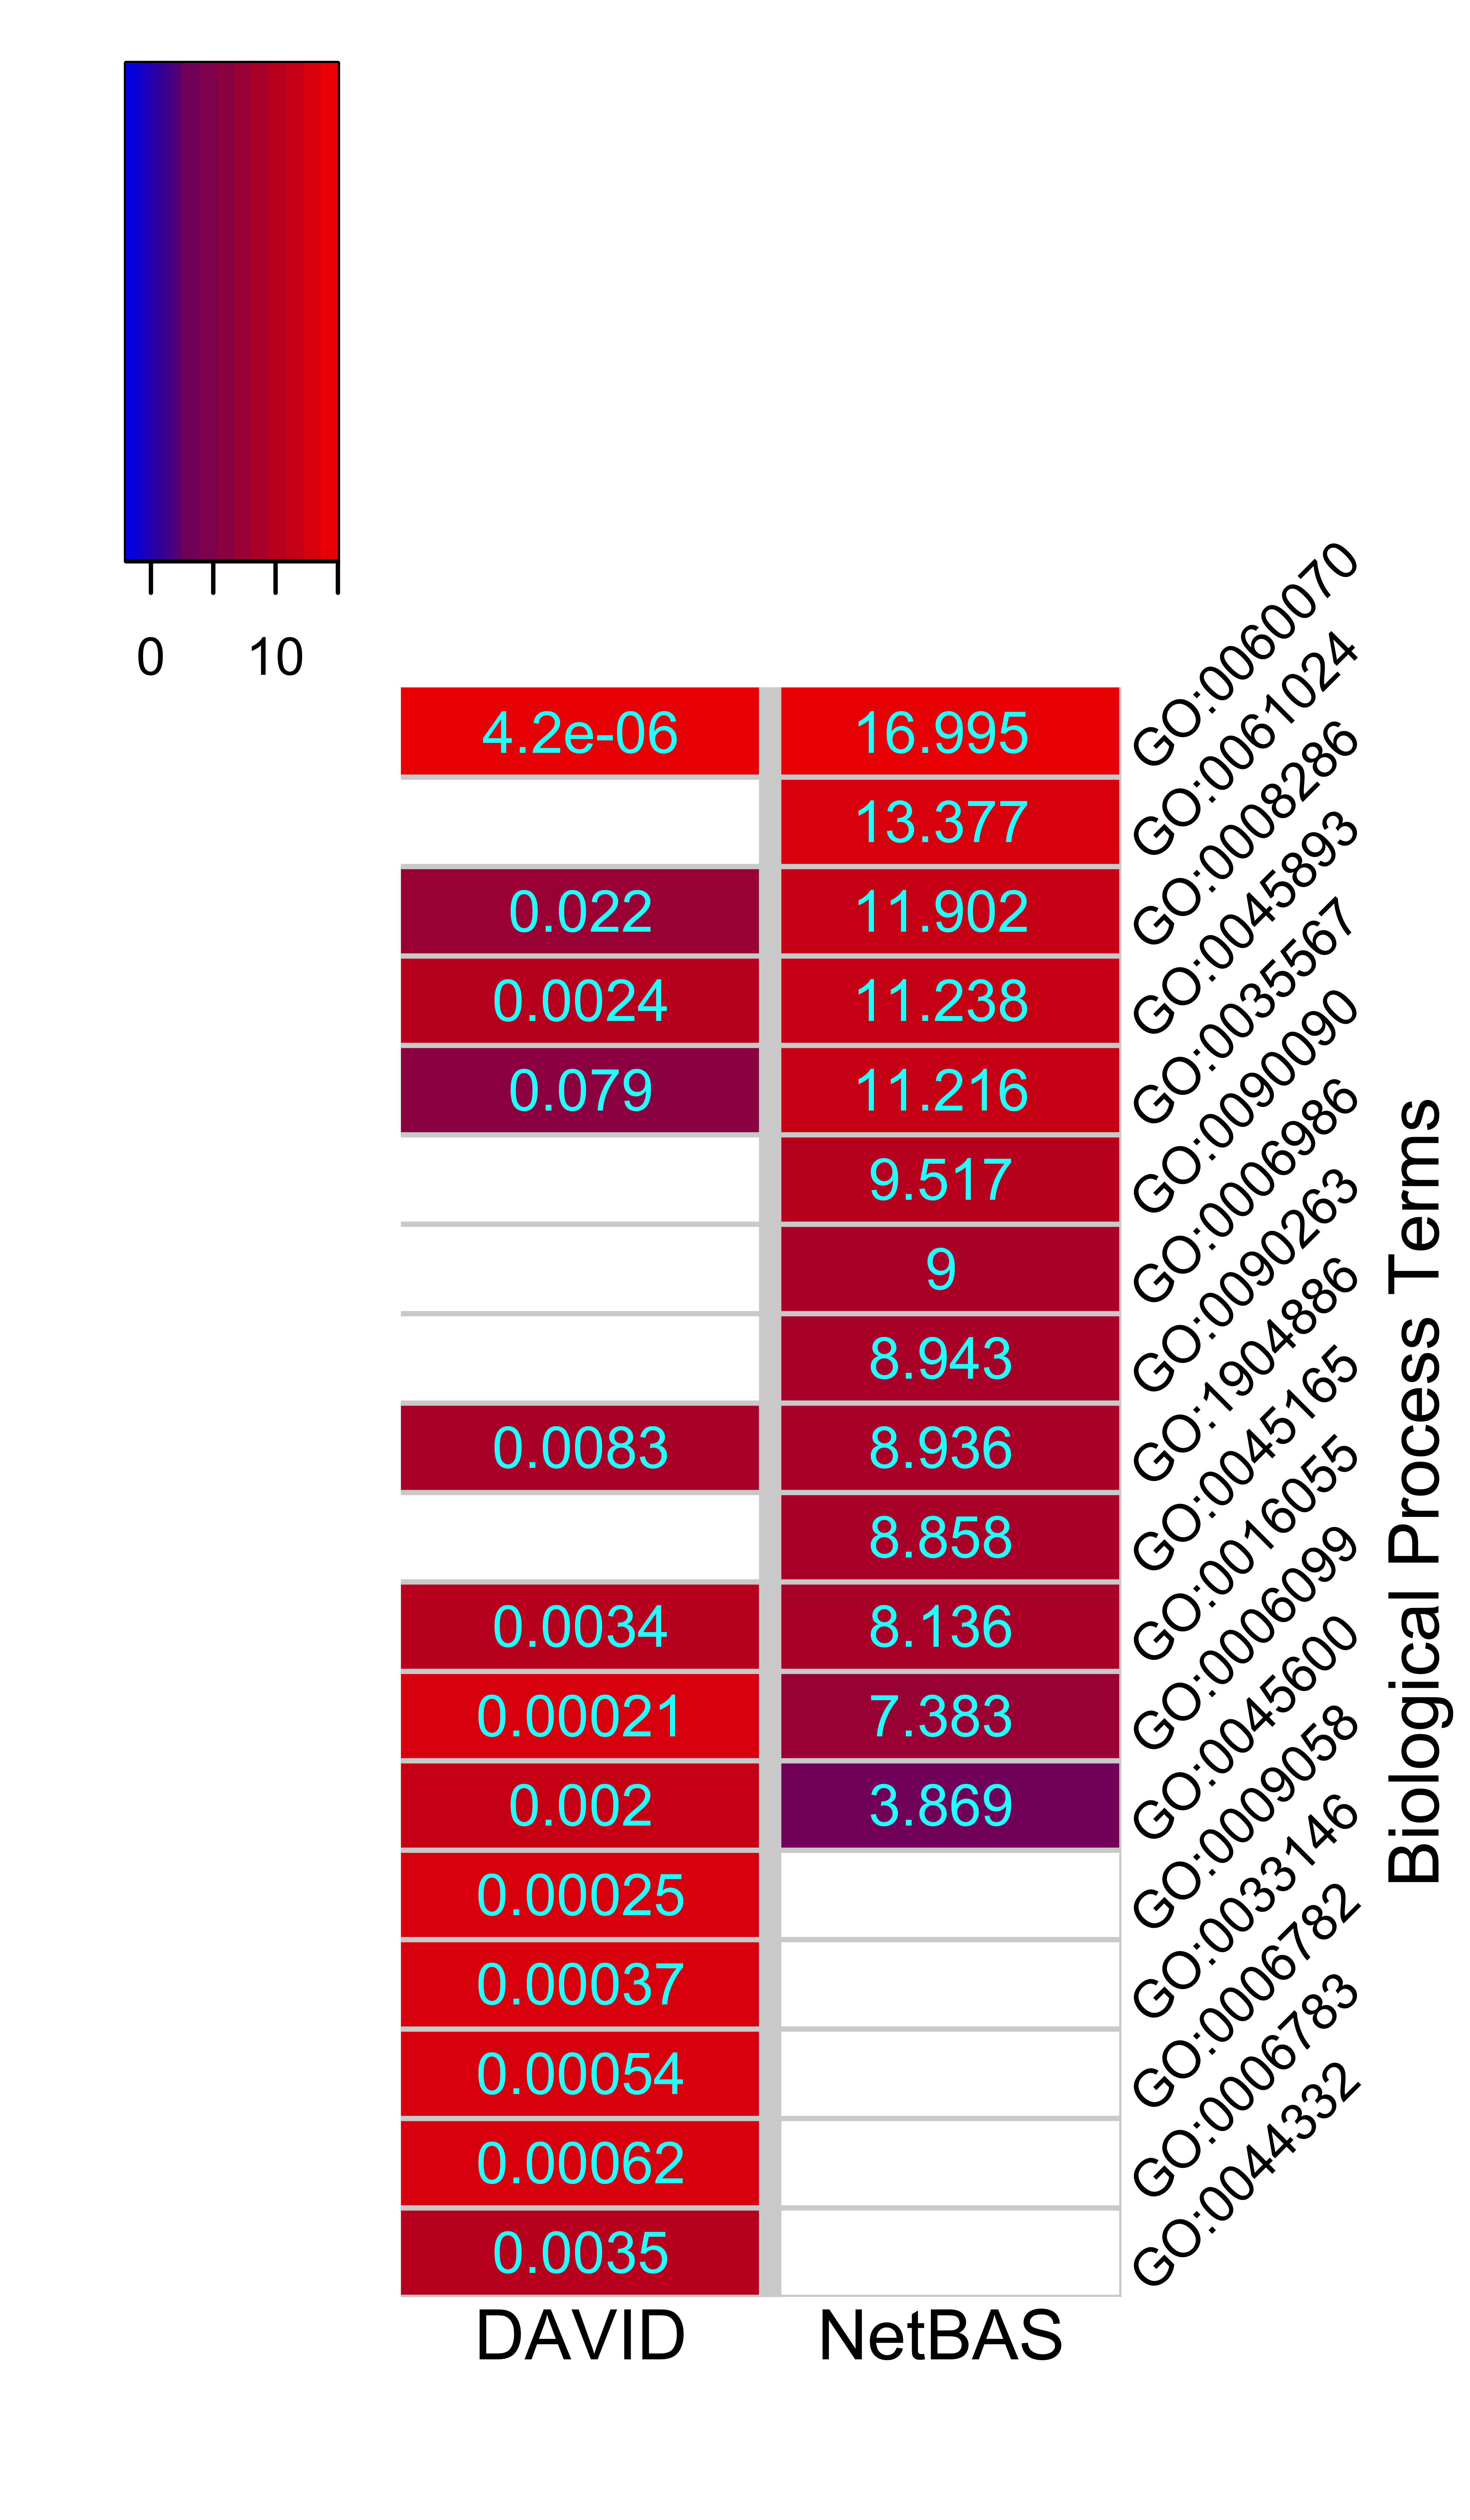 0 10
4.2e-06 16.995 GO:0060070
13.377 GO:0061024
0.022 11.902 GO:0008286
0.0024 11.238 GO:0045893
0.079 11.216 GO:0035567
9.517 GO:0090090
9 GO:0006986
8.943 GO:0090263
0.0083 8.936 GO:1904886
8.858 GO:0045165
0.0034 8.136 GO:0016055
0.00021 7.383 GO:0006099
0.002 3.869 GO:0045600
0.00025 GO:0009058
0.00037 GO:0033146
0.00054 GO:0006782
0.00062 GO:0006783
0.0035 GO:0044332
DAVID NetBAS
Biological Process Terms